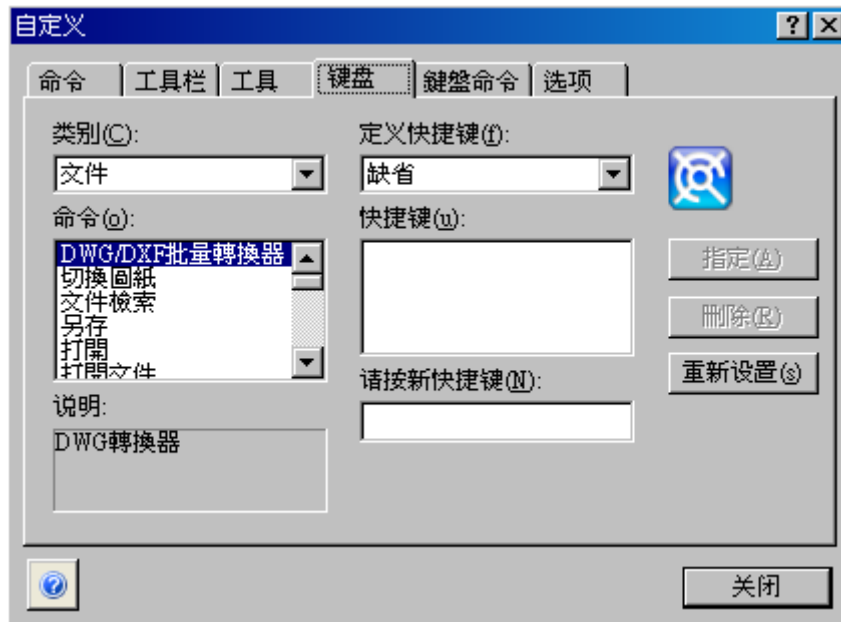 自定义
命令 工具栏 工具 键盘 鍵盤命令 选项
类别(C):
文件
命令(o):
DWG/DXF批量轉換器
切換圖紙
文件檢索
另存
打開
打開文件
说明:
DWG轉換器
定义快捷键(f):
缺省
快捷键(u):
请按新快捷键(N):
指定(A)
删除(R)
重新设置(s)
关闭